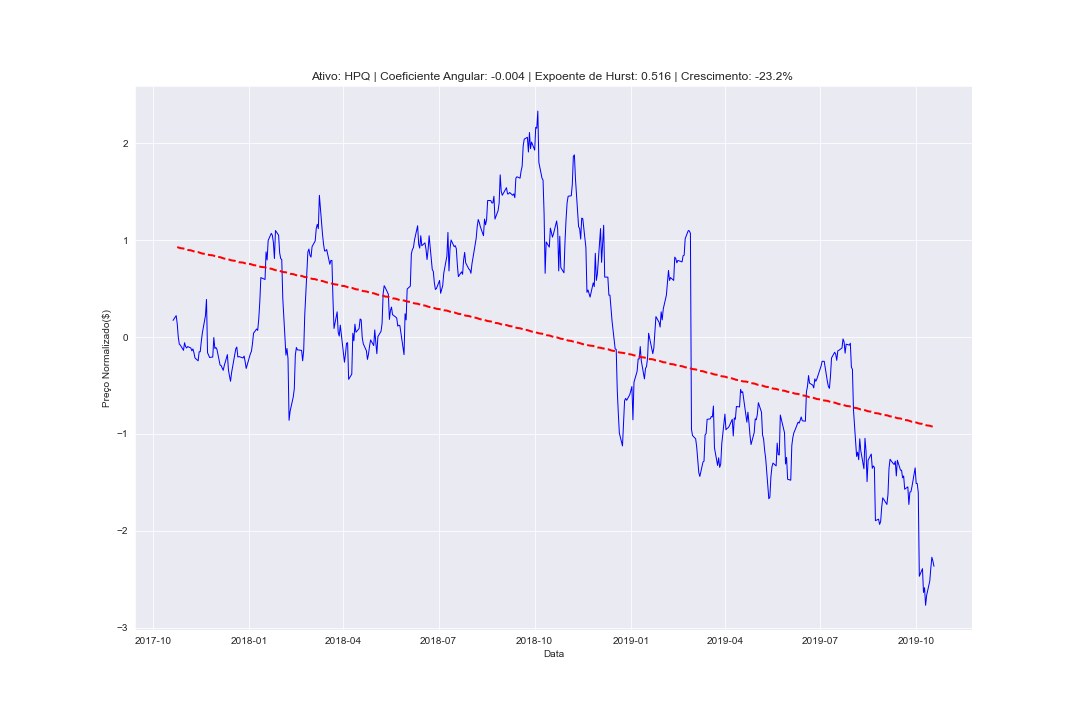 Ativo: HPQ | Coeficiente Angular: -0.004 | Expoente de Hurst: 0.516 | Crescimento: -23.2%
Preço Normalizado($)
2
1
0
−1
−2
−3
2017-10 2018-01 2018-04 2018-07 2018-10 2019-01 2019-04 2019-07 2019-10
Data